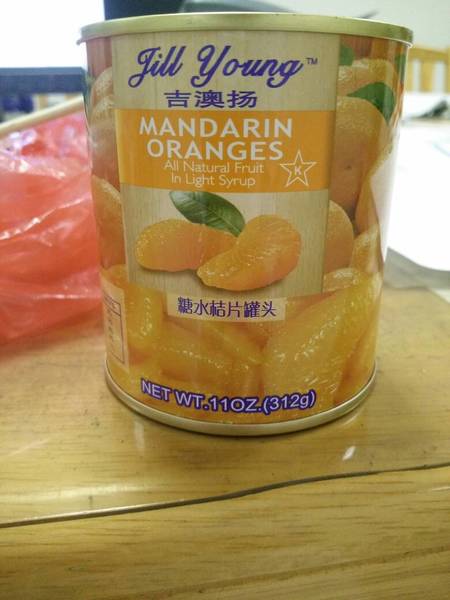 Jill Young™
吉澳扬
MANDARIN
ORANGES
All Natural Fruit
In Light Syrup
K
糖水桔片罐头
NET WT.11OZ.(312g)